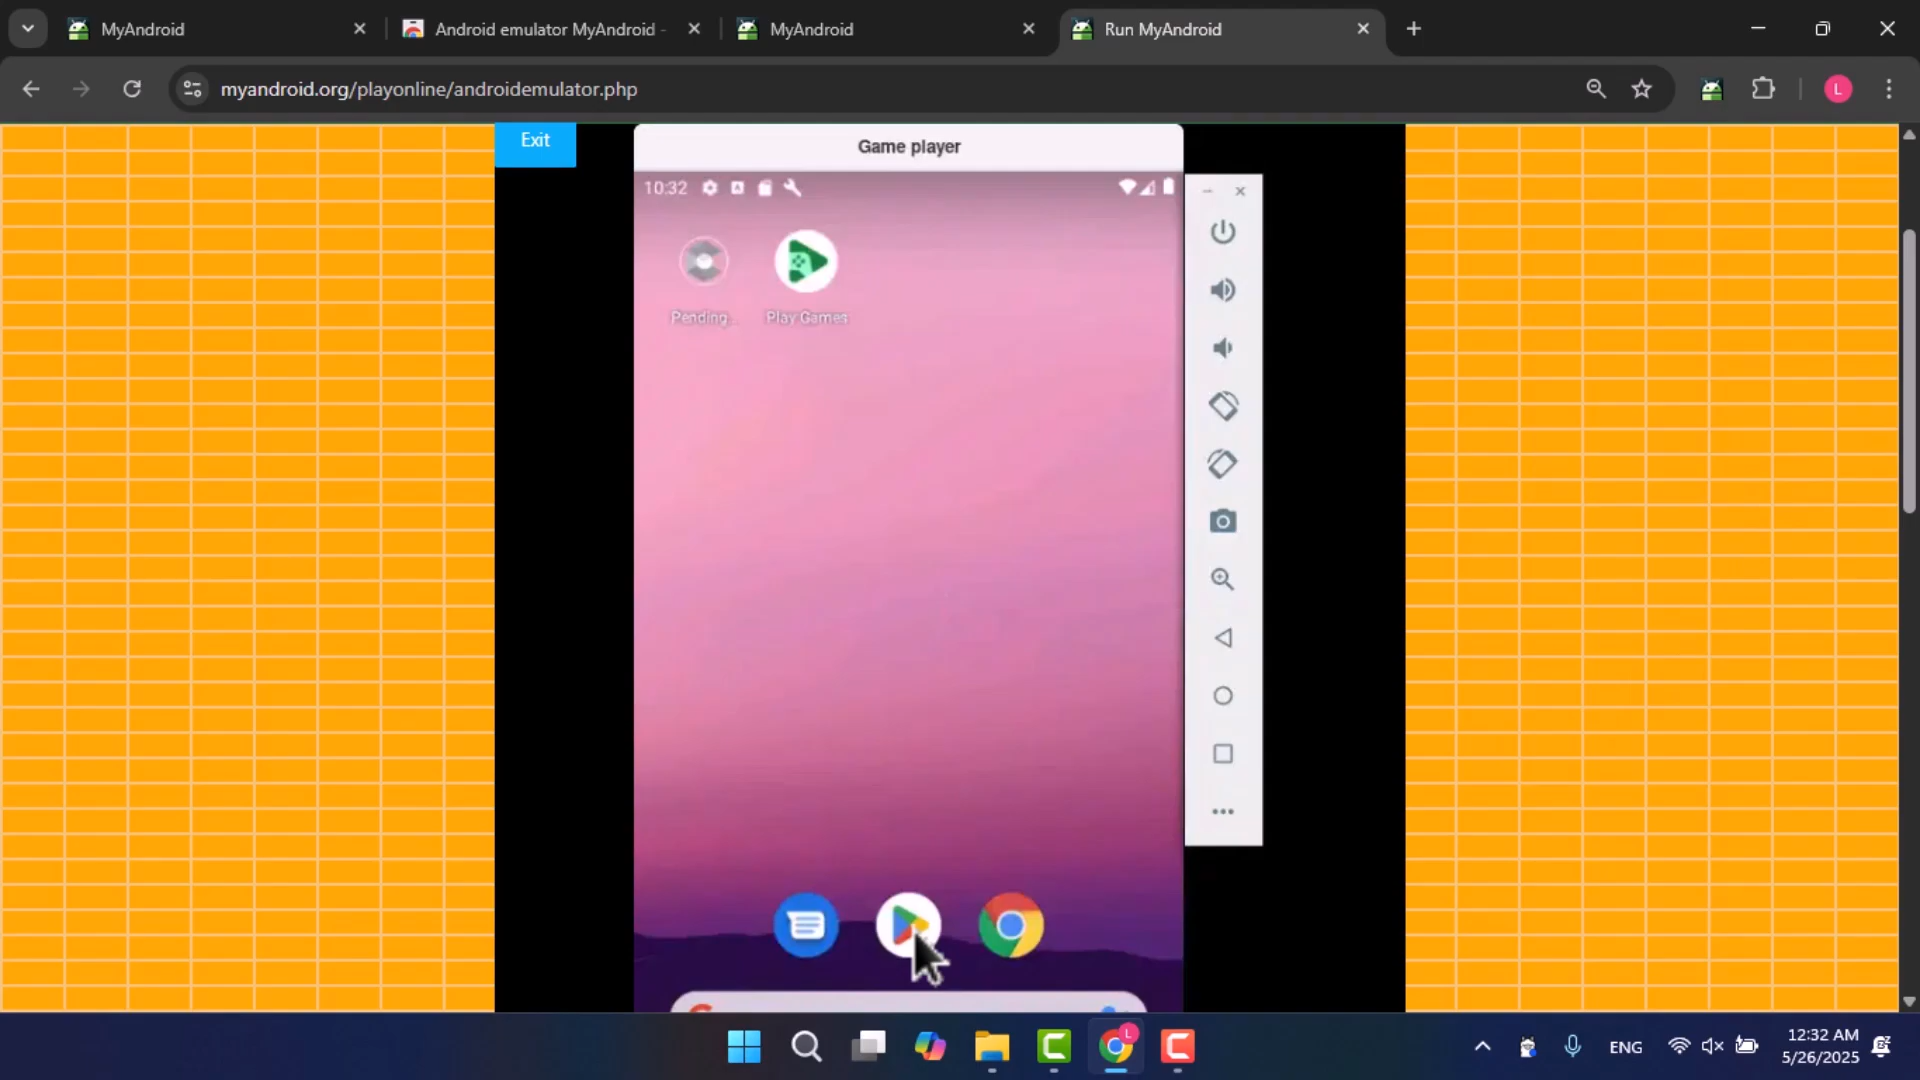 MyAndroid
Android emulator MyAndroid -
MyAndroid
Run MyAndroid
myandroid.org/playonline/androidemulator.php
L
Exit
Game player
10:32
Pending...
Play Games
L
ENG
12:32 AM
5/26/2025